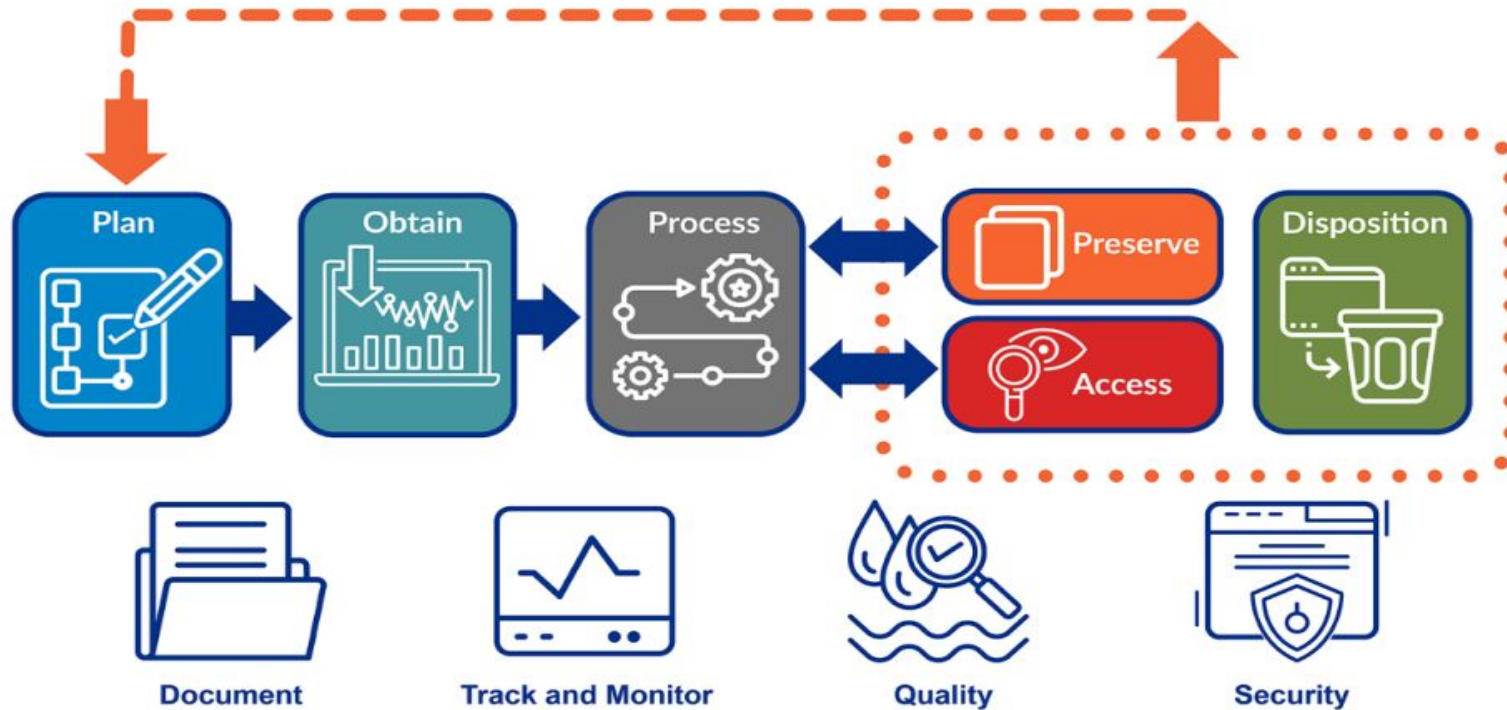 Plan
Obtain
Process
Preserve
Access
Disposition
Document
Track and Monitor
Quality
Security